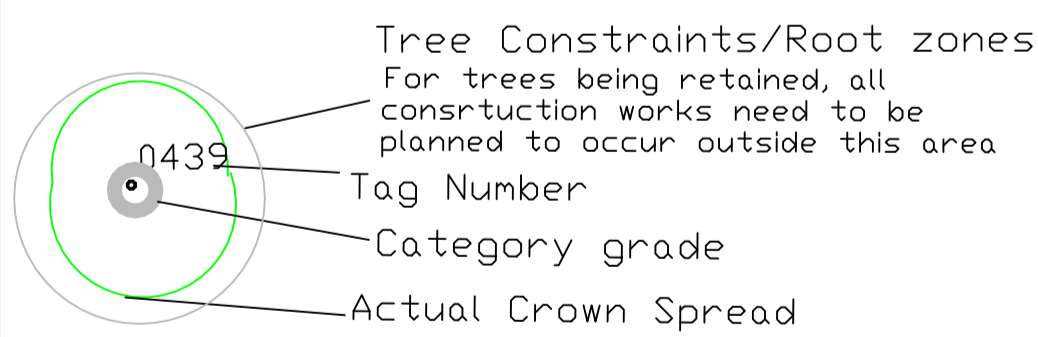 Tree Constraints/Root zones
For trees being retained, all
consrtuction works need to be
planned to occur outside this area
0439
Tag Number
Category grade
Actual Crown Spread